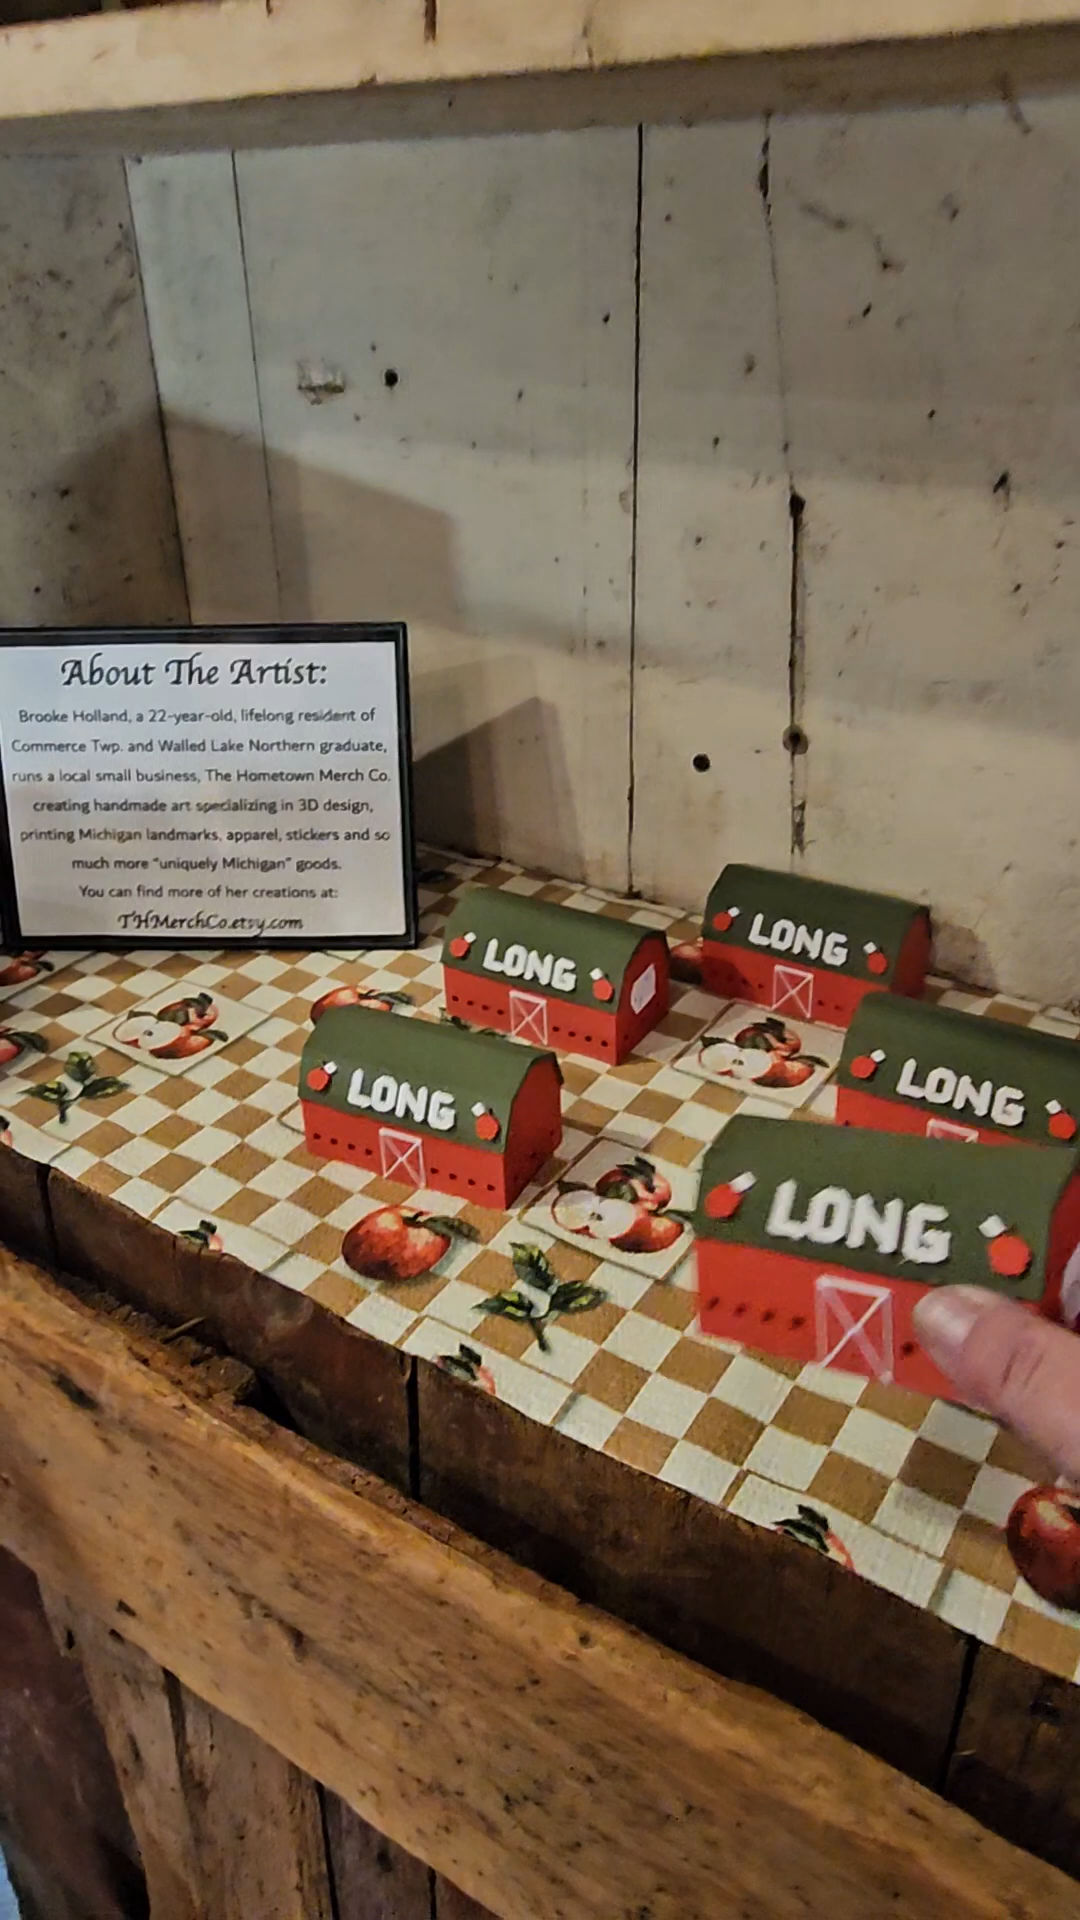 About The Artist:
Brooke Holland, a 22-year-old, lifelong resident of
Commerce Twp. and Walled Lake Northern graduate,
runs a local small business, The Hometown Merch Co.
creating handmade art specializing in 3D design,
printing Michigan landmarks, apparel, stickers and so
much more "uniquely Michigan" goods.
You can find more of her creations at:
THMerchCo.etsy.com
LONG
LONG
LONG
LONG
LONG